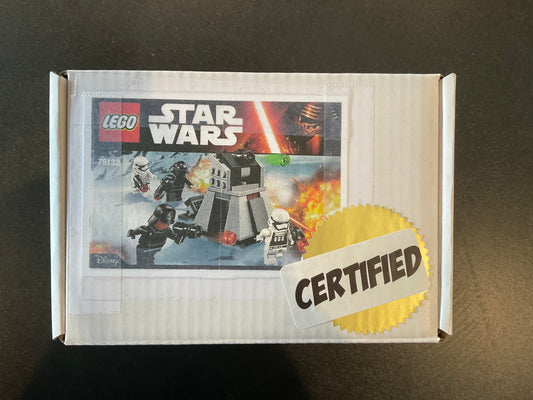 LEGO
STAR
WARS
75132
Disney
CERTIFIED